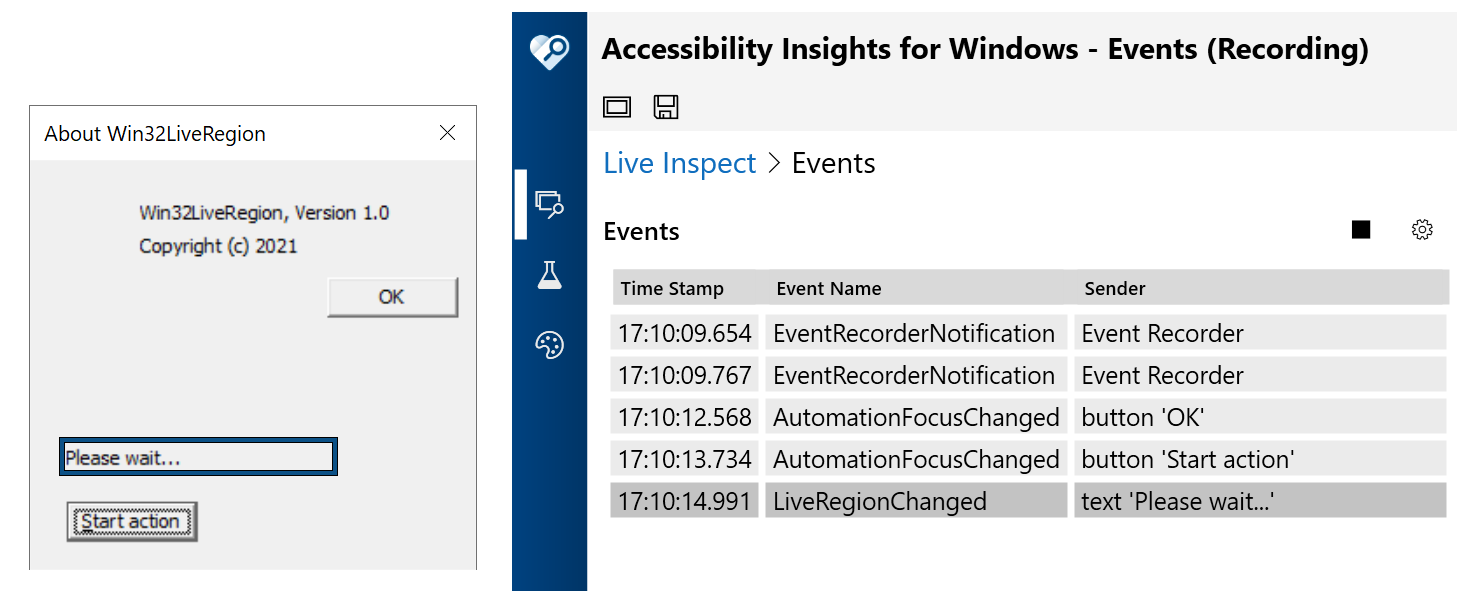 About Win32LiveRegion
Win32LiveRegion, Version 1.0
Copyright (c) 2021
OK
Please wait...
Start action
Accessibility Insights for Windows - Events (Recording)
Live Inspect > Events
Events
Time Stamp Event Name Sender
17:10:09.654 EventRecorderNotification Event Recorder
17:10:09.767 EventRecorderNotification Event Recorder
17:10:12.568 AutomationFocusChanged button 'OK'
17:10:13.734 AutomationFocusChanged button 'Start action'
17:10:14.991 LiveRegionChanged text 'Please wait...'